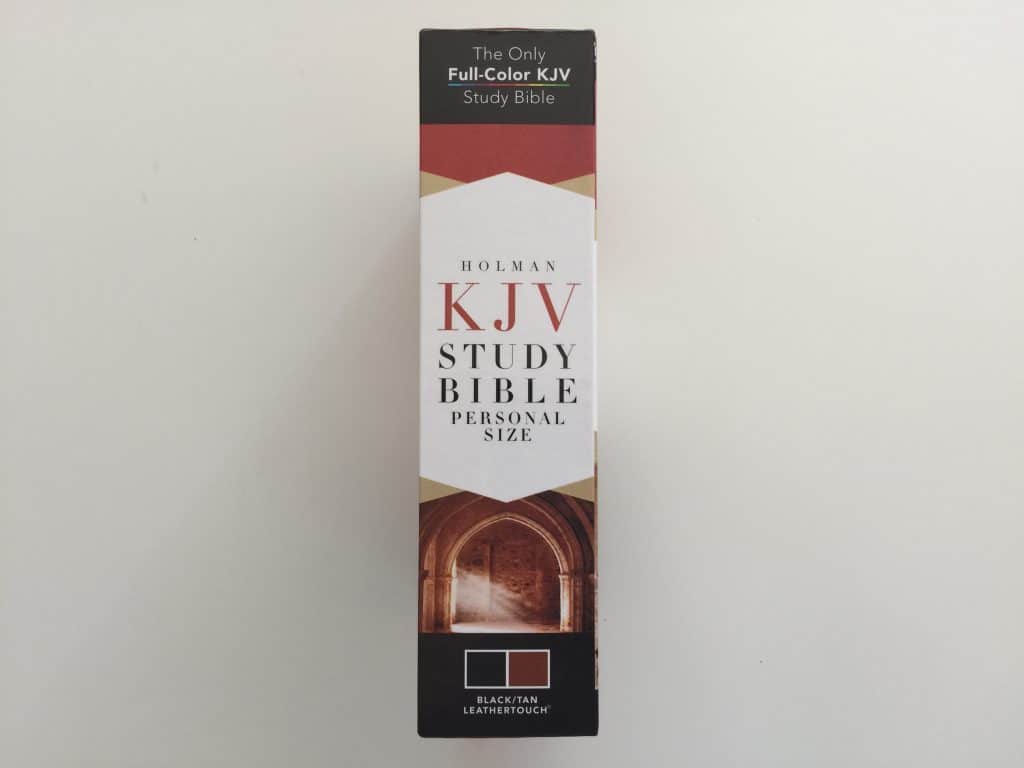 The Only
Full-Color KJV
Study Bible
HOLMAN
KJV
STUDY
BIBLE
PERSONAL
SIZE
BLACK/TAN
LEATHERTOUCH®